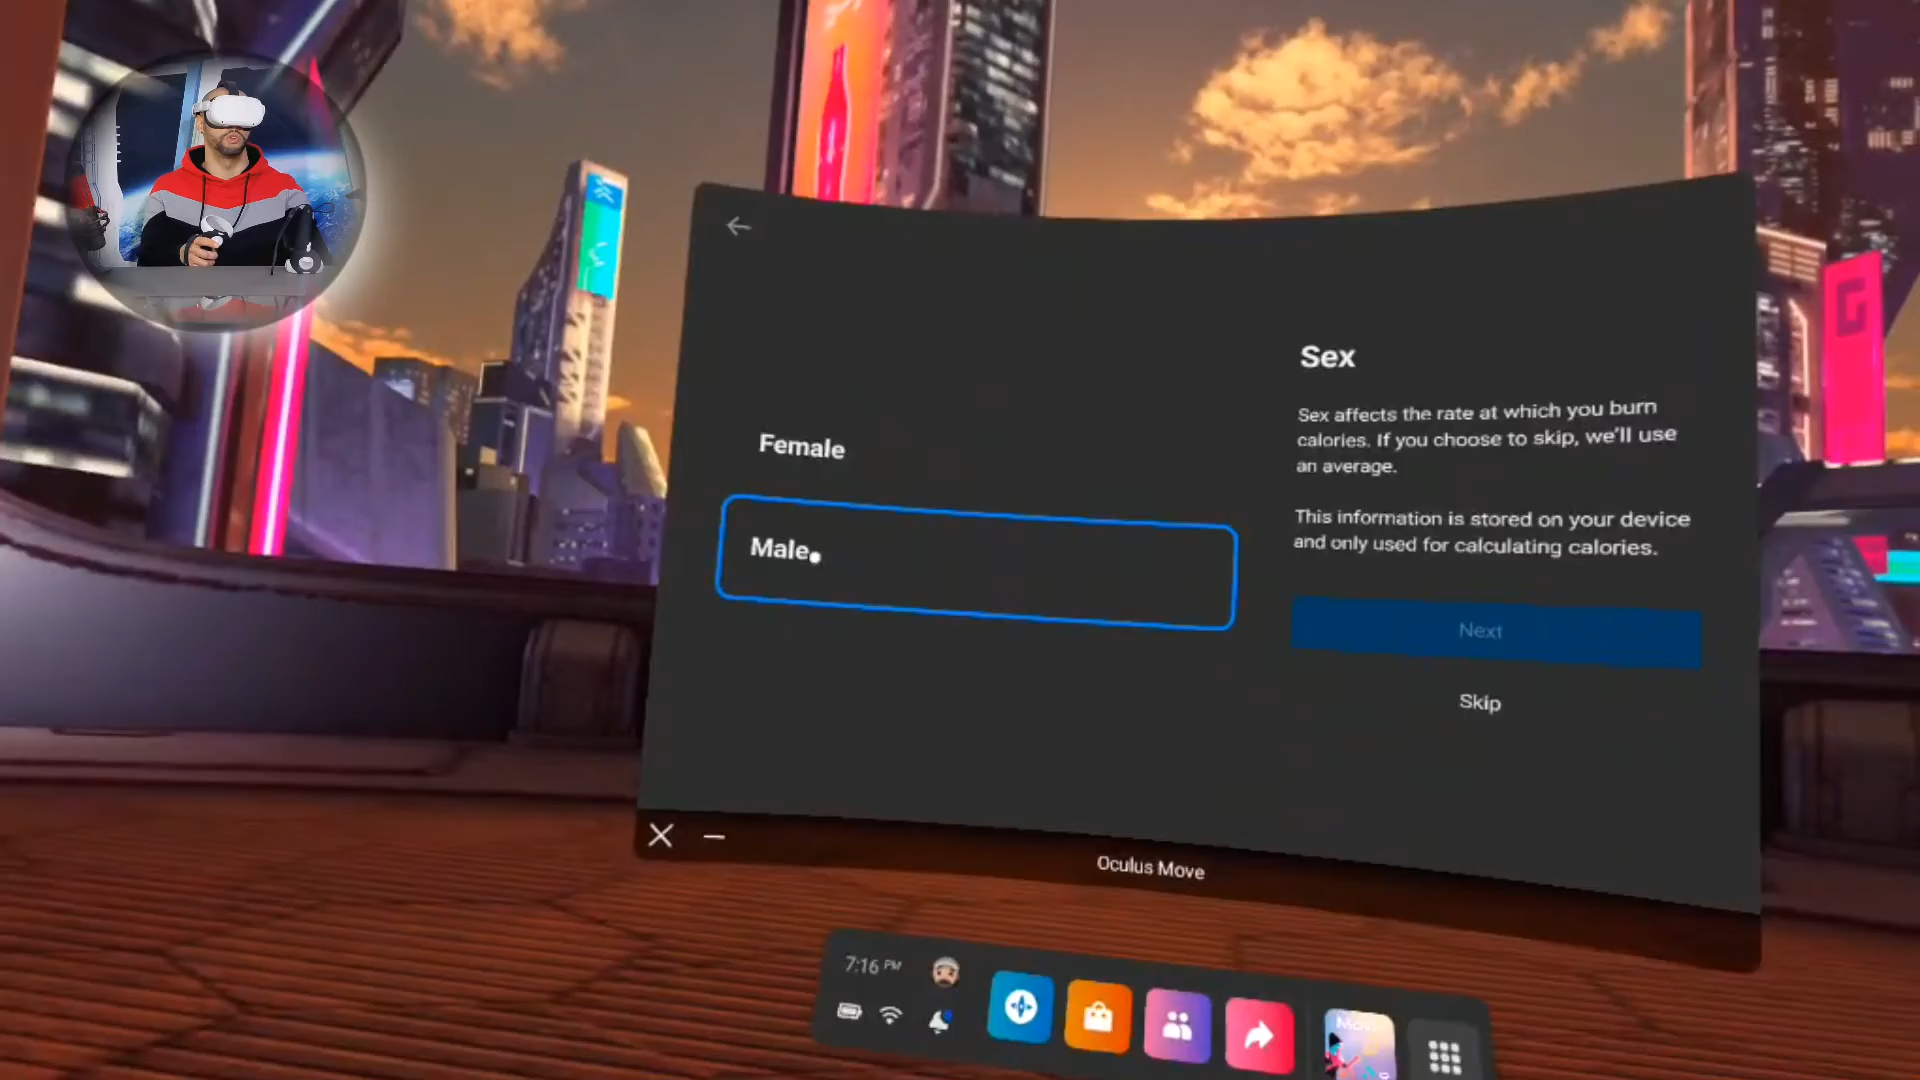 Sex
Sex affects the rate at which you burn
calories. If you choose to skip, we'll use
an average.
This information is stored on your device
and only used for calculating calories.
Female
Male
Next
Skip
Oculus Move
7:16 PM
Move